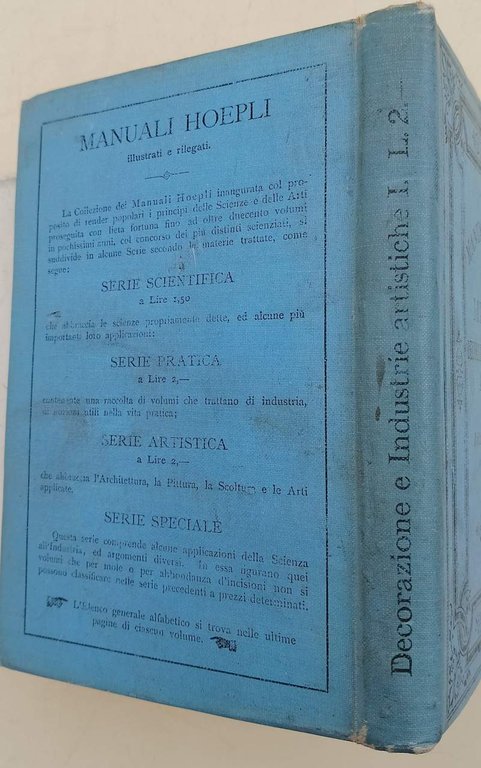 MANUALI HOEPLI
illustrati e rilegati.
La Collezione dei Manuali Hoepli inaugurata col pro-
posito di render popolari i principi delle Scienze e delle Arti
proseguita con lieta fortuna fino ad oltre duecento volumi
in pochissimi anni, col concorso dei più distinti scienziati, si
suddivide in alcune Serie secondo le materie trattate, come
segue:
SERIE SCIENTIFICA
a Lire 1,50
che abbraccia le scienze propriamente dette, ed alcune più
importanti loro applicazioni;
SERIE PRATICA
a Lire 2,—
contenente una raccolta di volumi che trattano di industria,
di nozioni utili nella vita pratica;
SERIE ARTISTICA
a Lire 2,—
che abbraccia l'Architettura, la Pittura, la Scoltura e le Arti
applicate.
SERIE SPECIALE
Questa serie comprende alcune applicazioni della Scienza
all'Industria, ed argomenti diversi. In essa figurano quei
volumi che per mole o per abbondanza d'incisioni non si
possono classificare nelle serie precedenti a prezzi determinati.
L'Elenco generale alfabetico si trova nelle ultime
pagine di ciascun volume.
Decorazione e Industrie artistiche I. L. 2.—